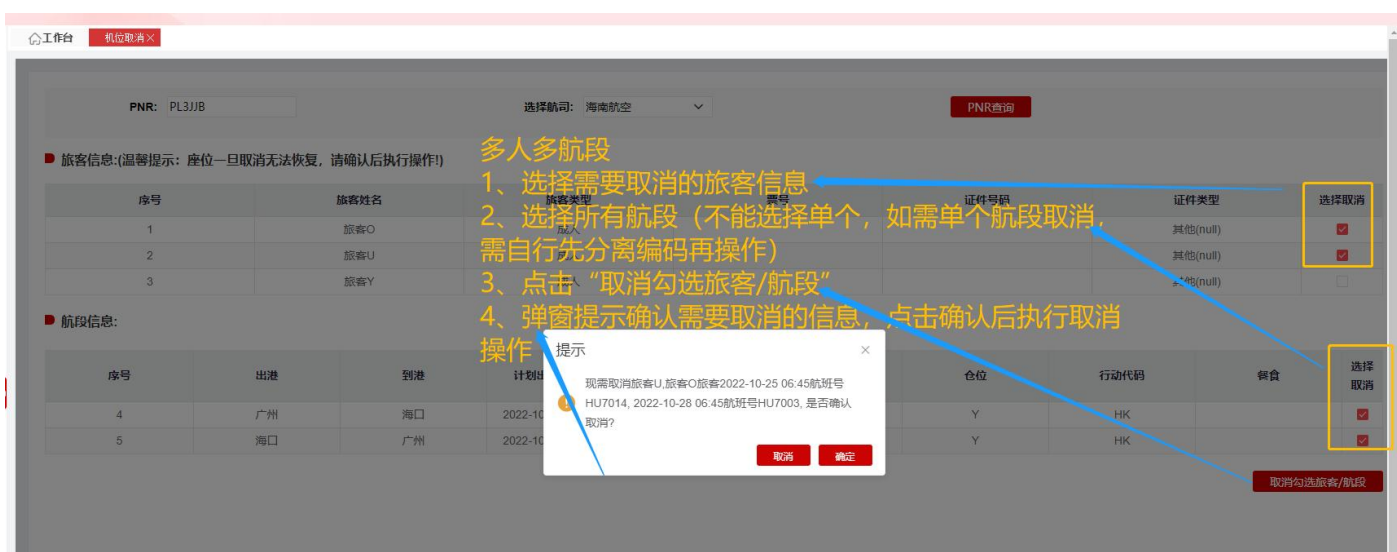 工作台 机位取消×
PNR: PL3JJB 选择航司: 海南航空 PNR查询
旅客信息:(温馨提示：座位一旦取消无法恢复，请确认后执行操作!)
多人多航段
1、选择需要取消的旅客信息
2、选择所有航段（不能选择单个，如需单个航段取消，
需自行先分离编码再操作）
3、点击“取消勾选旅客/航段”
4、弹窗提示确认需要取消的信息，点击确认后执行取消
操作
序号 旅客姓名 旅客类型 票号 证件号码 证件类型 选择取消
1 旅客O 成人 其他(null)
2 旅客U 成人 其他(null)
3 旅客Y 其他(null)
航段信息:
序号 出港 到港 计划出 仓位 行动代码 餐食 选择
取消
4 广州 海口 2022-10 Y HK
5 海口 广州 2022-10 Y HK
提示 ×
现需取消旅客U,旅客O旅客2022-10-25 06:45航班号
HU7014, 2022-10-28 06:45航班号HU7003, 是否确认
取消?
取消 确定
取消勾选旅客/航段